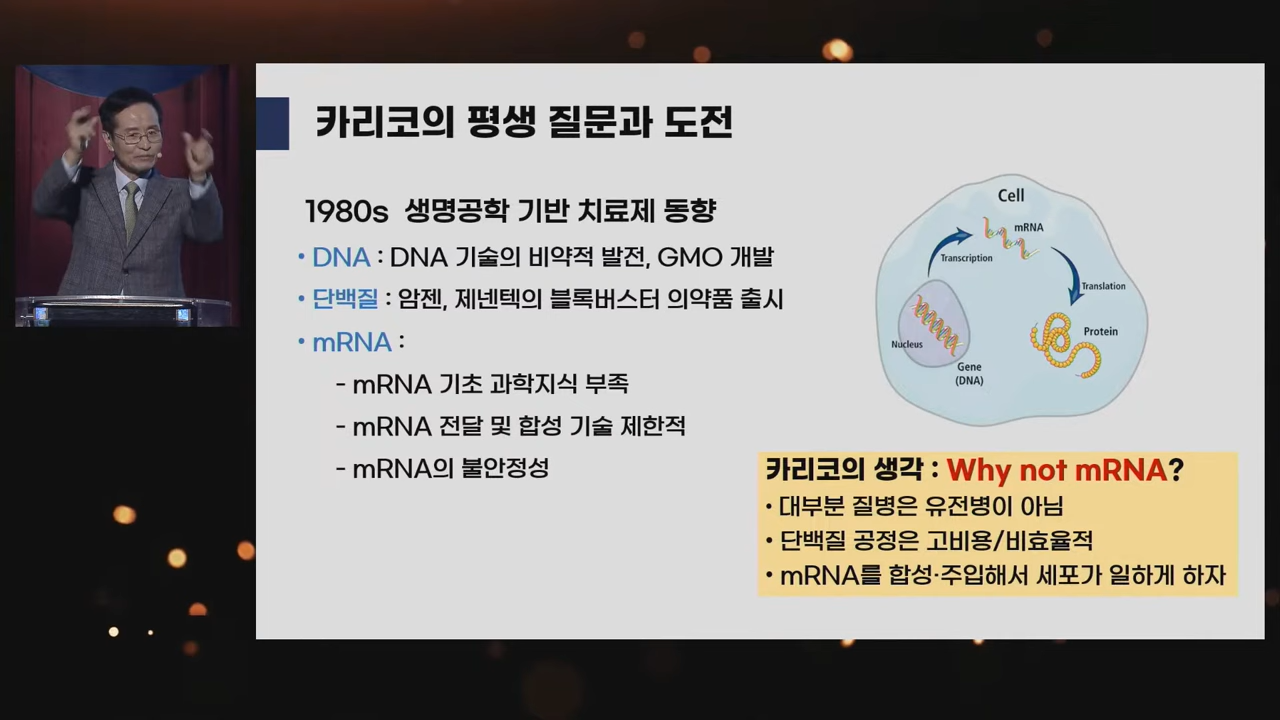 카리코의 평생 질문과 도전
1980s 생명공학 기반 치료제 동향
• DNA : DNA 기술의 비약적 발전, GMO 개발
• 단백질 : 암젠, 제넨텍의 블록버스터 의약품 출시
• mRNA :
- mRNA 기초 과학지식 부족
- mRNA 전달 및 합성 기술 제한적
- mRNA의 불안정성
Cell
mRNA
Transcription
Translation
Protein
Nucleus
Gene
(DNA)
카리코의 생각 : Why not mRNA?
• 대부분 질병은 유전병이 아님
• 단백질 공정은 고비용/비효율적
• mRNA를 합성·주입해서 세포가 일하게 하자